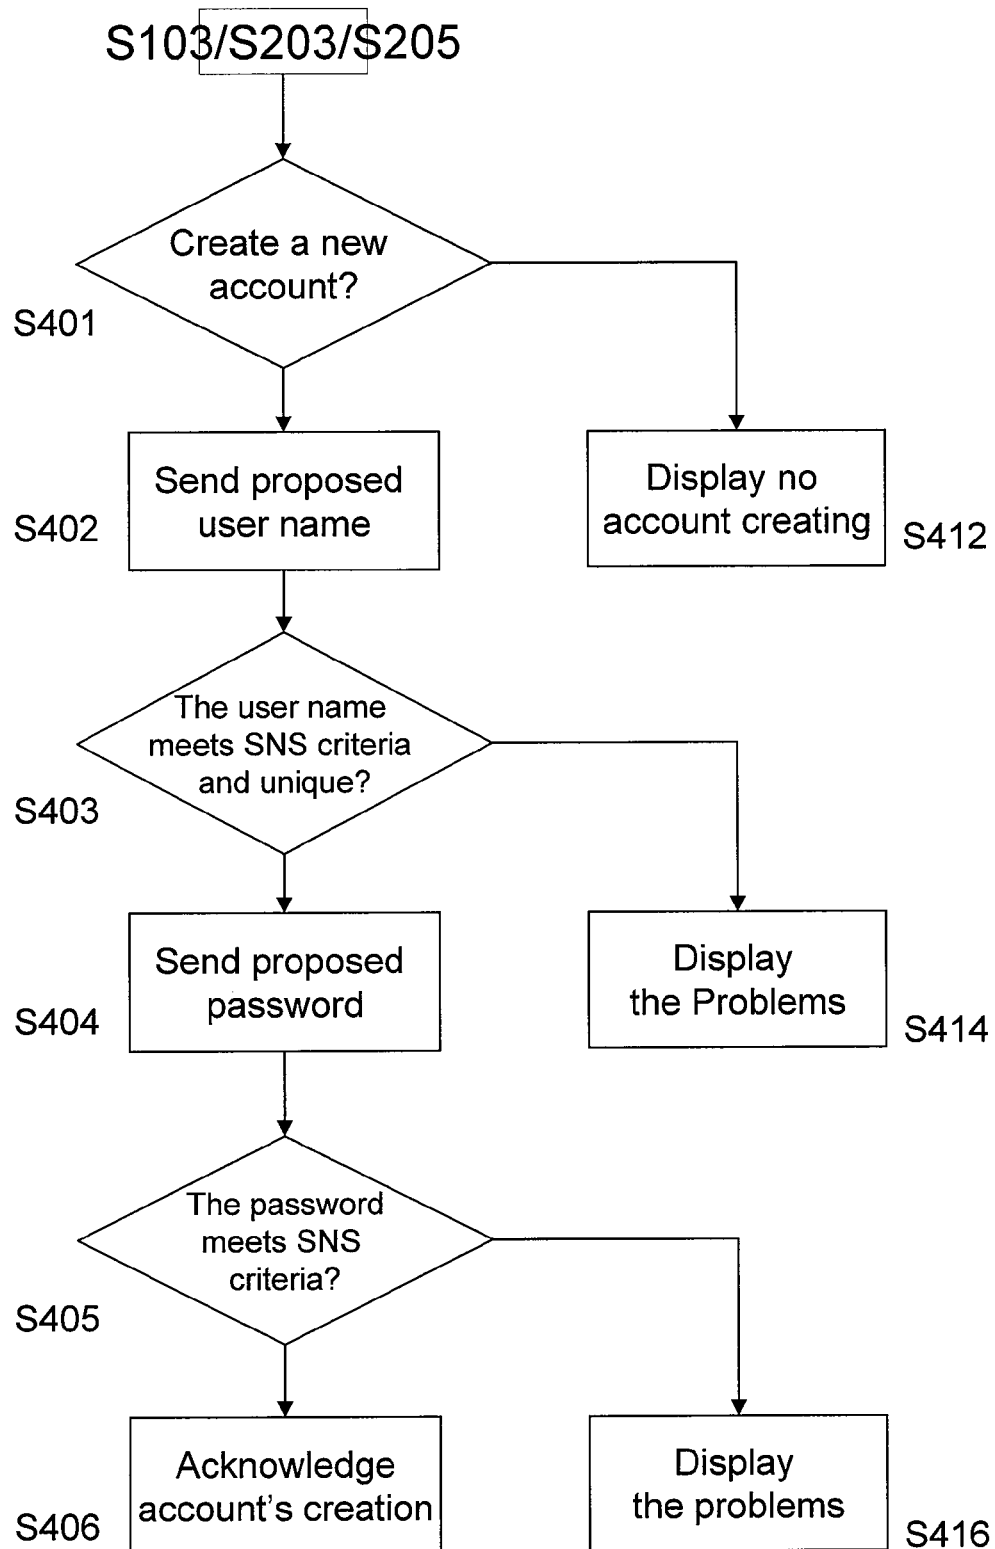 S103/S203/S205
Create a new
account?
S401
Send proposed
user name
S402
Display no
account creating
S412
The user name
meets SNS criteria
and unique?
S403
Send proposed
password
S404
Display
the Problems
S414
The password
meets SNS
criteria?
S405
Acknowledge
account's creation
S406
Display
the problems
S416